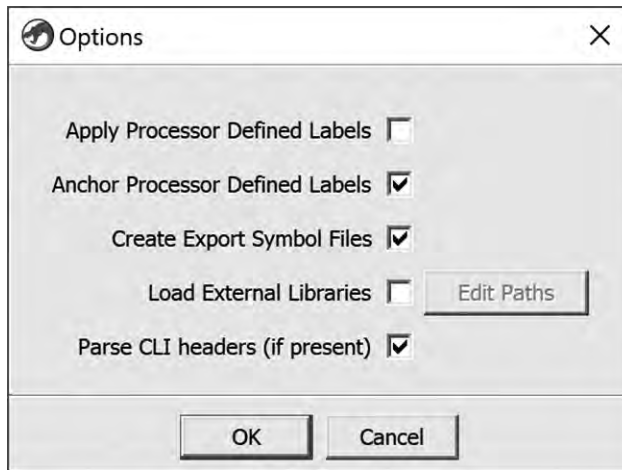 Options
Apply Processor Defined Labels
Anchor Processor Defined Labels
Create Export Symbol Files
Load External Libraries Edit Paths
Parse CLI headers (if present)
OK Cancel